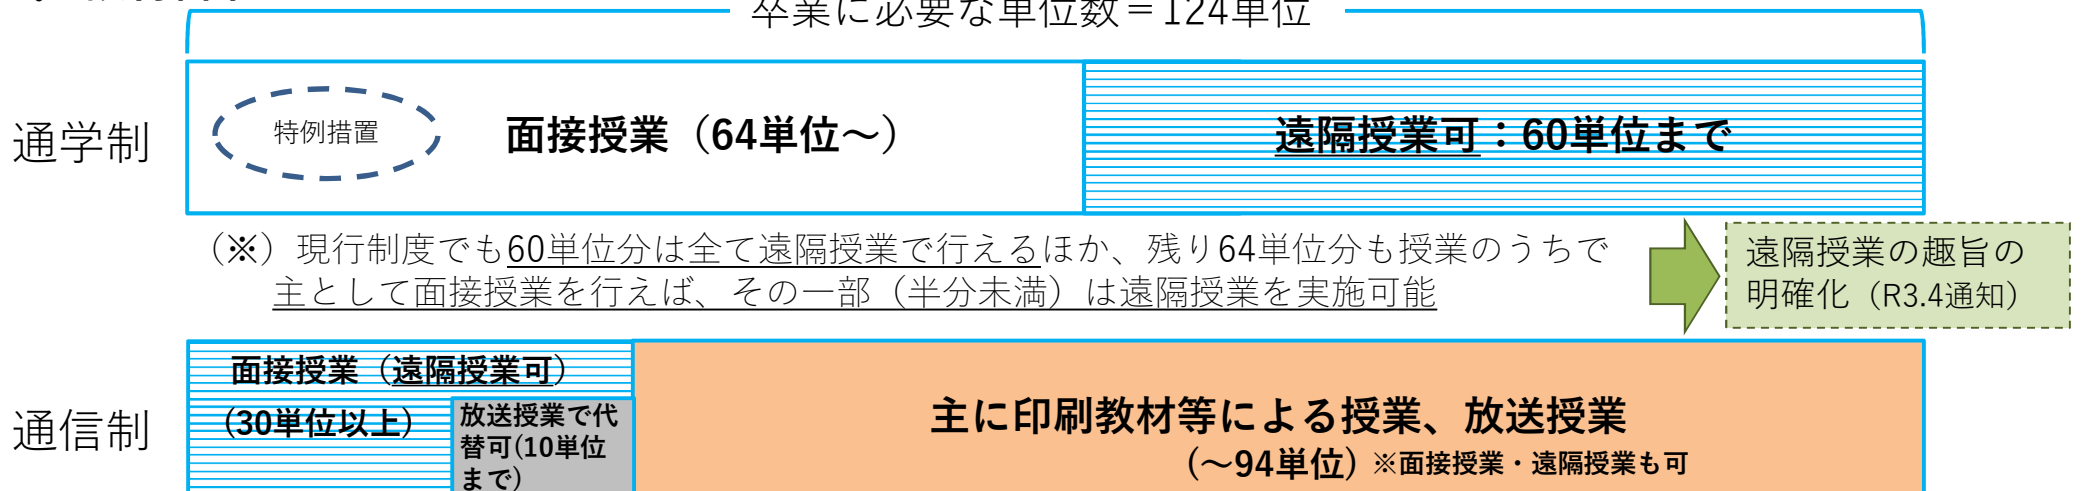 卒業に必要な単位数＝124単位
通学制
特例措置
面接授業（64単位～）
遠隔授業可：60単位まで
（※）現行制度でも60単位分は全て遠隔授業で行えるほか、残り64単位分も授業のうちで
主として面接授業を行えば、その一部（半分未満）は遠隔授業を実施可能
遠隔授業の趣旨の
明確化（R3.4通知）
通信制
面接授業（遠隔授業可）
（30単位以上）
放送授業で代
替可(10単位
まで)
主に印刷教材等による授業、放送授業
（～94単位）※面接授業・遠隔授業も可